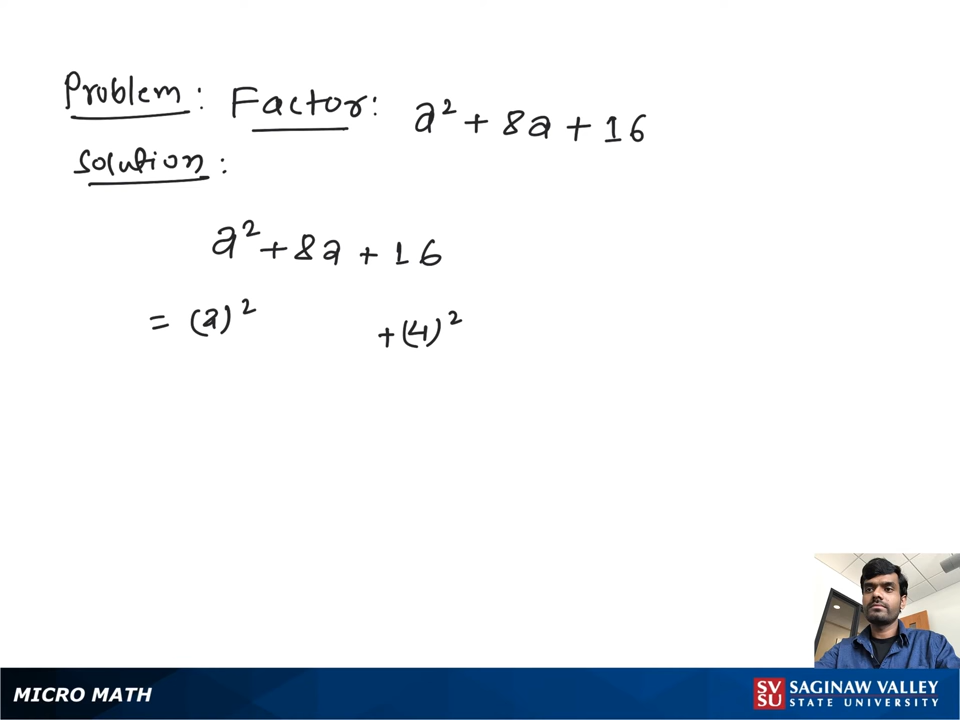 Problem: Factor: a² + 8a + 16
Solution:
a² + 8a + 16
= (a)² + (4)²
MICRO MATH
SVSU SAGINAW VALLEY
STATE UNIVERSITY